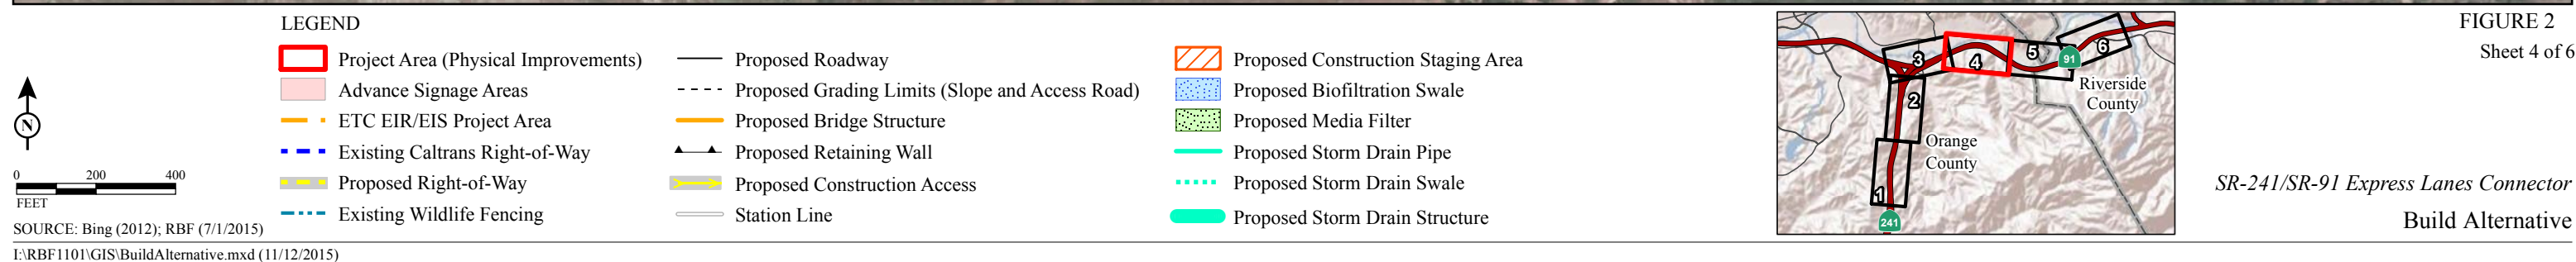 LEGEND
Project Area (Physical Improvements)
Advance Signage Areas
ETC EIR/EIS Project Area
Existing Caltrans Right-of-Way
Proposed Right-of-Way
Existing Wildlife Fencing
Proposed Roadway
Proposed Grading Limits (Slope and Access Road)
Proposed Bridge Structure
Proposed Retaining Wall
Proposed Construction Access
Station Line
Proposed Construction Staging Area
Proposed Biofiltration Swale
Proposed Media Filter
Proposed Storm Drain Pipe
Proposed Storm Drain Swale
Proposed Storm Drain Structure
N
0 200 400
FEET
SOURCE: Bing (2012); RBF (7/1/2015)
I:\RBF1101\GIS\BuildAlternative.mxd (11/12/2015)
3
4
5
6
91
Riverside
County
2
Orange
County
1
241
FIGURE 2
Sheet 4 of 6
SR-241/SR-91 Express Lanes Connector
Build Alternative